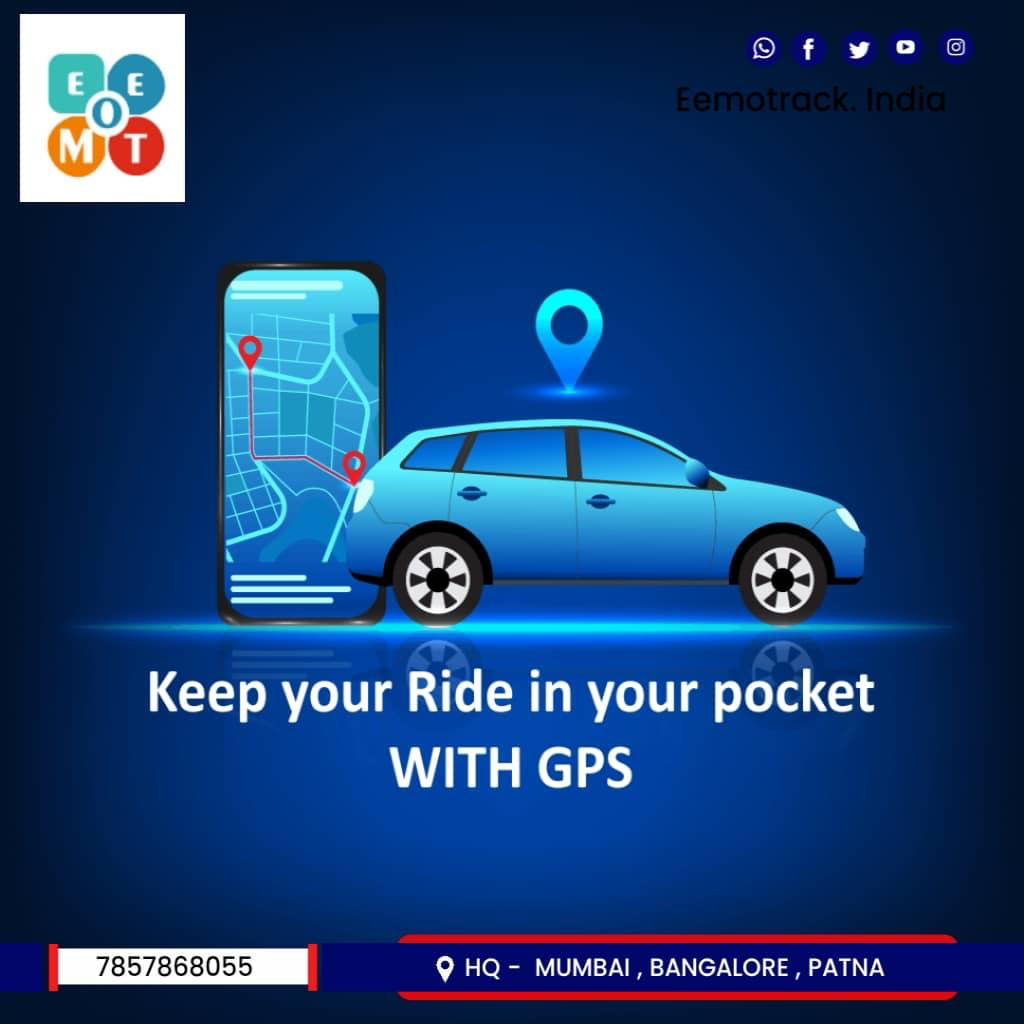 E E
O
M T
Eemotrack. India
Keep your Ride in your pocket
WITH GPS
7857868055
HQ - MUMBAI , BANGALORE , PATNA